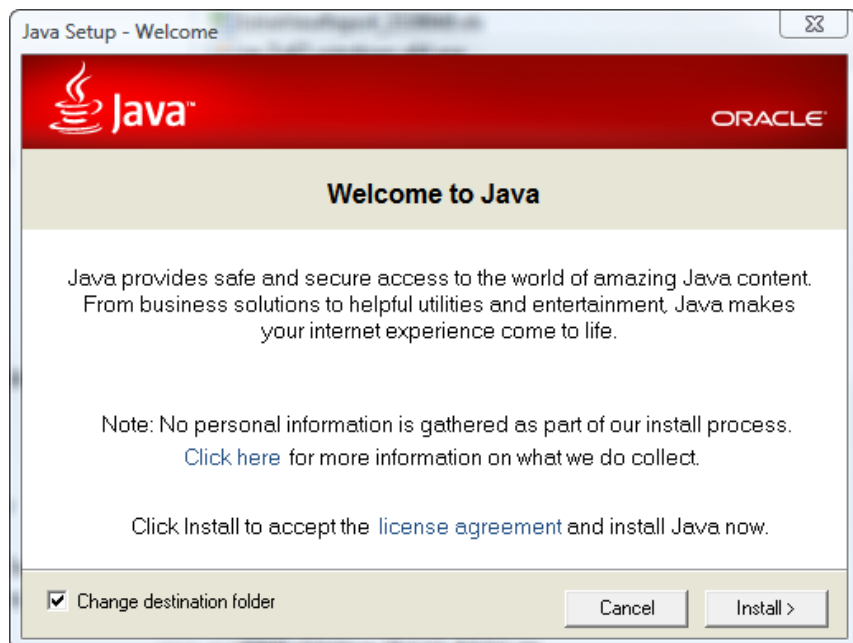 Java Setup - Welcome
Java™
ORACLE®
Welcome to Java
Java provides safe and secure access to the world of amazing Java content.
From business solutions to helpful utilities and entertainment, Java makes
your internet experience come to life.
Note: No personal information is gathered as part of our install process.
Click here for more information on what we do collect.
Click Install to accept the license agreement and install Java now.
Change destination folder
Cancel
Install >